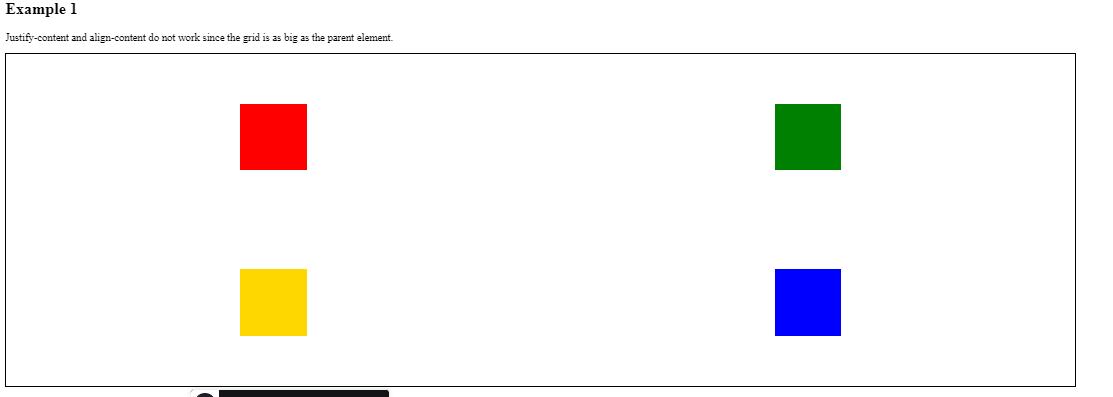 Example 1
Justify-content and align-content do not work since the grid is as big as the parent element.